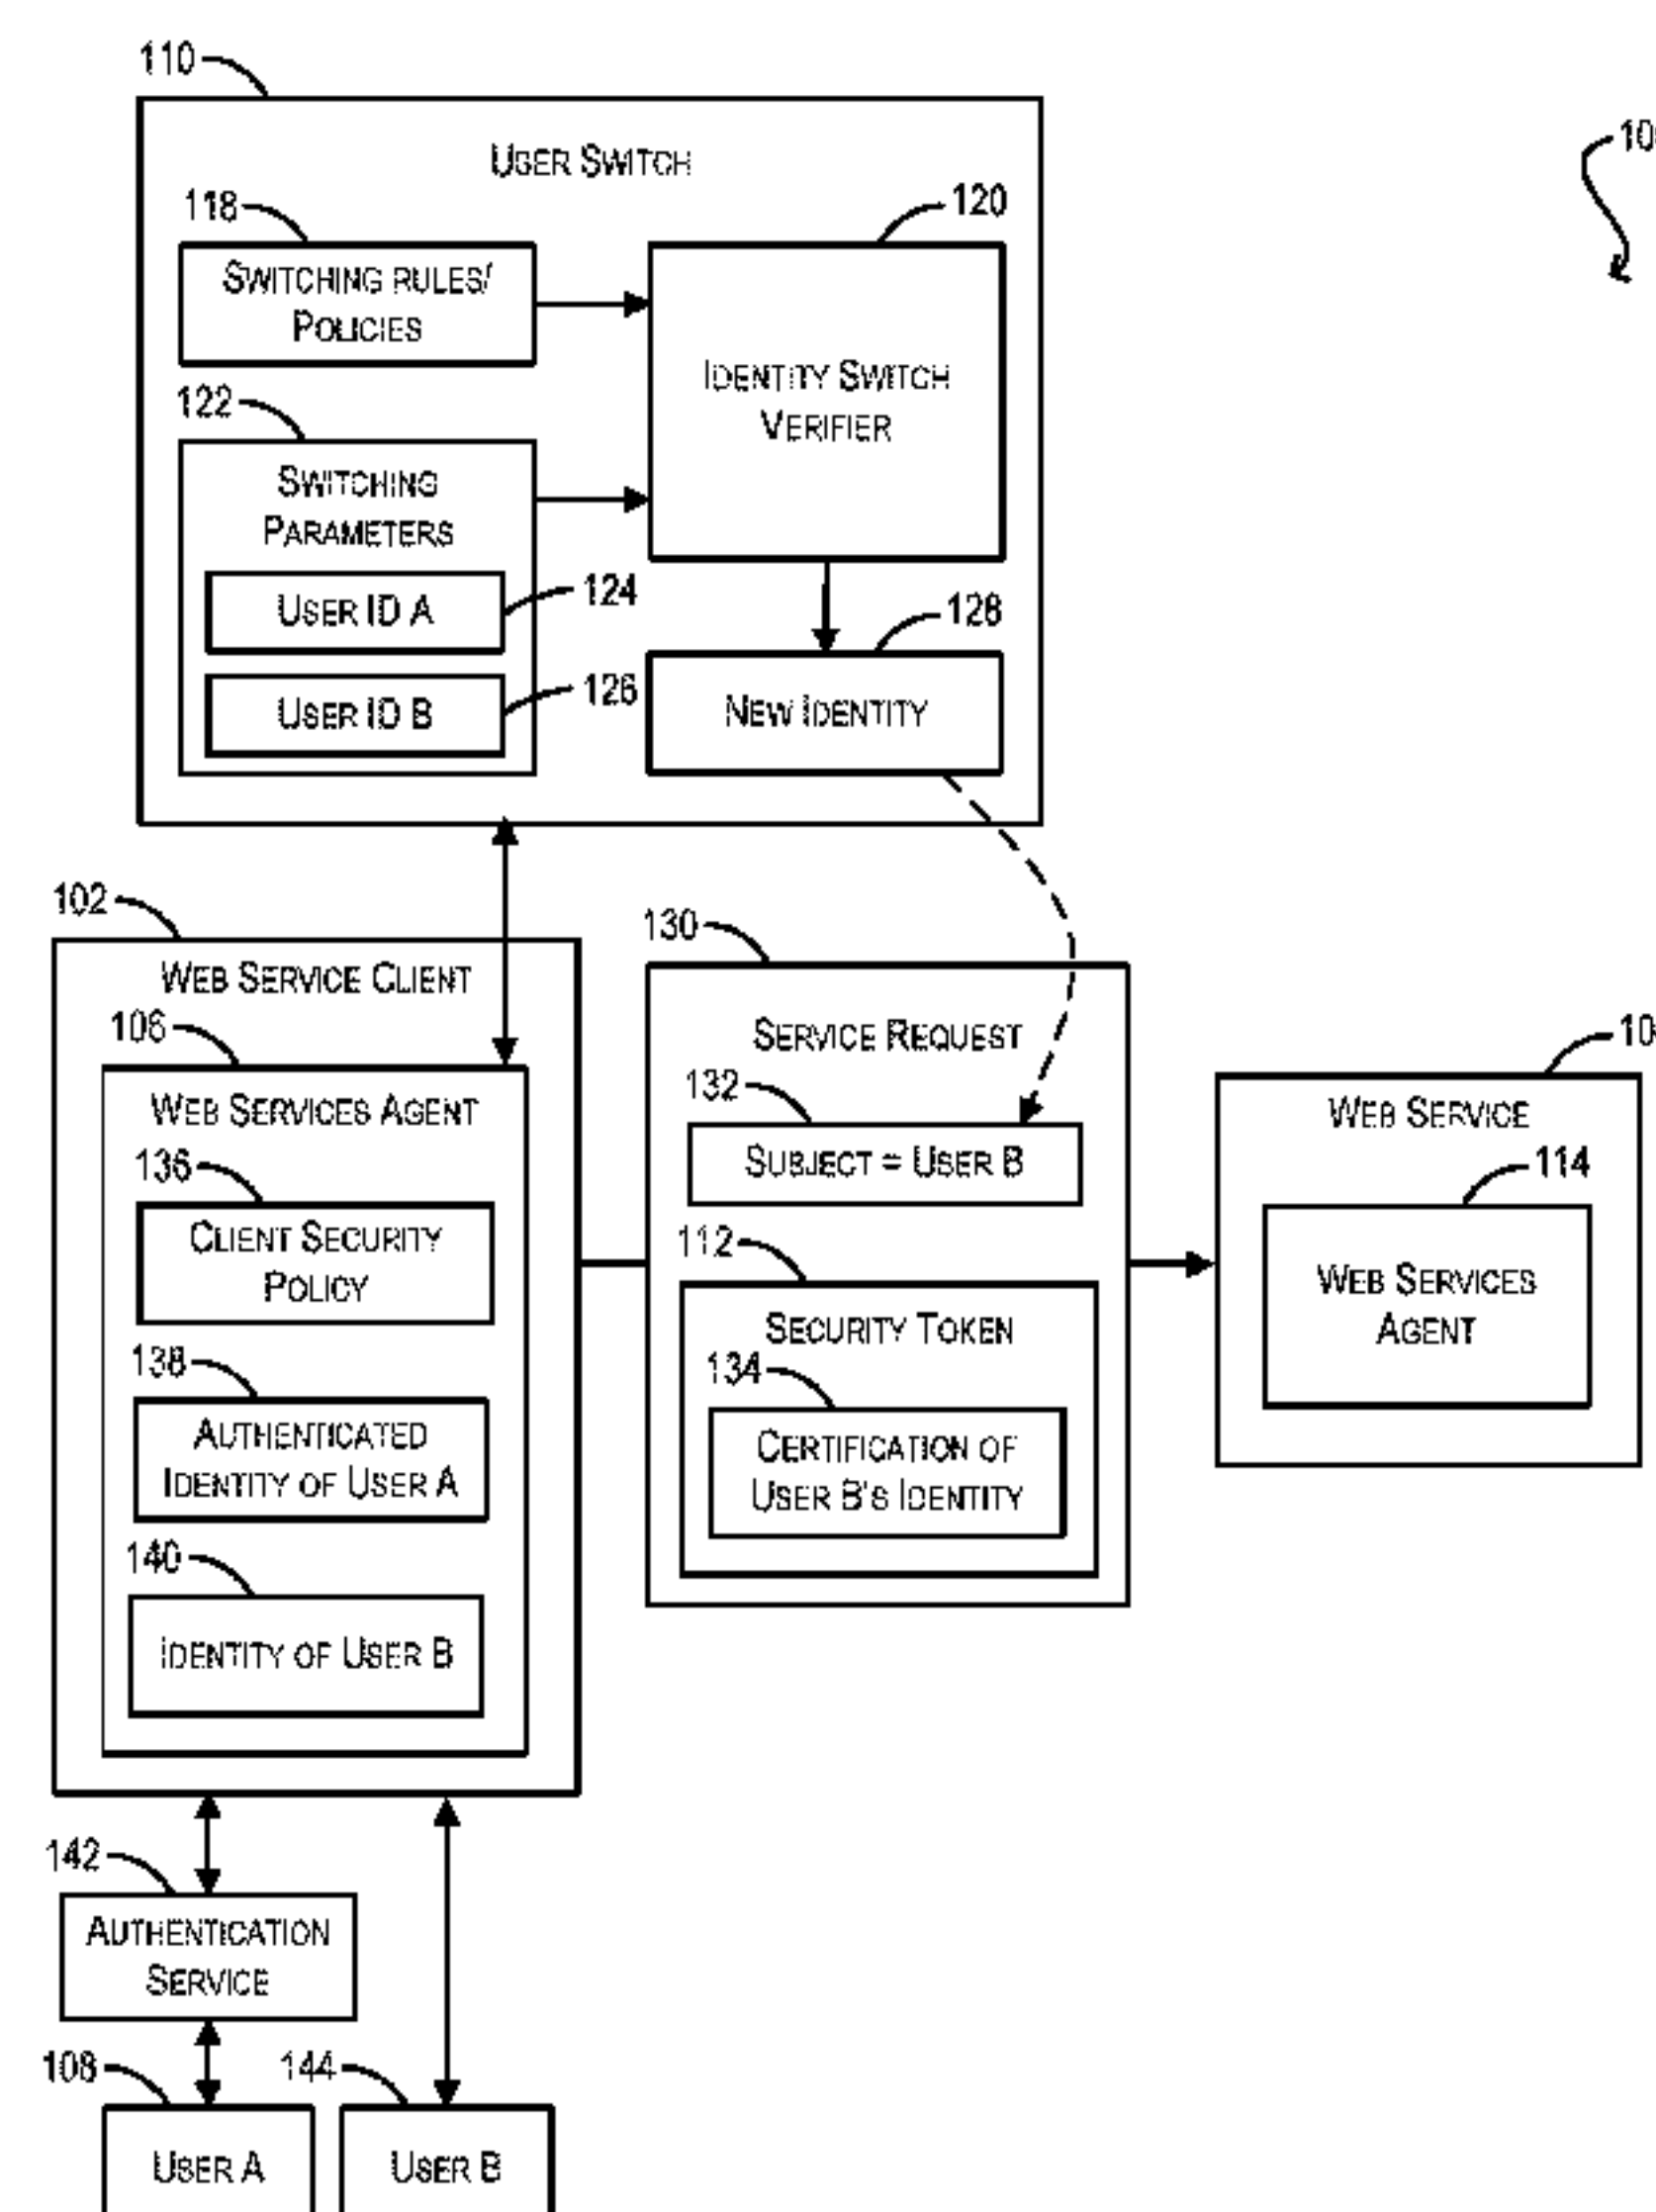 110
USER SWITCH
118
120
SWITCHING RULES/
POLICIES
IDENTITY SWITCH
VERIFIER
122
SWITCHING
PARAMETERS
USER ID A
124
USER ID B
126
128
NEW IDENTITY
102
WEB SERVICE CLIENT
106
WEB SERVICES AGENT
136
CLIENT SECURITY
POLICY
138
AUTHENTICATED
IDENTITY OF USER A
140
IDENTITY OF USER B
130
SERVICE REQUEST
132
SUBJECT = USER B
112
SECURITY TOKEN
134
CERTIFICATION OF
USER B'S IDENTITY
WEB SERVICE
114
WEB SERVICES
AGENT
142
AUTHENTICATION
SERVICE
108
144
USER A
USER B